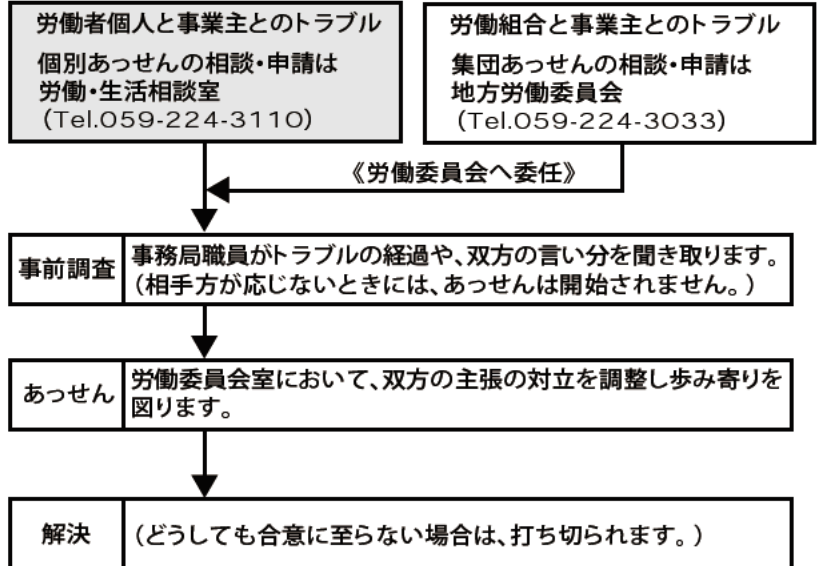 労働者個人と事業主とのトラブル
個別あっせんの相談・申請は
労働・生活相談室
(Tel.059-224-3110)
労働組合と事業主とのトラブル
集団あっせんの相談・申請は
地方労働委員会
(Tel.059-224-3033)
《労働委員会へ委任》
事前調査
事務局職員がトラブルの経過や、双方の言い分を聞き取ります。
(相手方が応じないときには、あっせんは開始されません。)
あっせん
労働委員会室において、双方の主張の対立を調整し歩み寄りを
図ります。
解決
(どうしても合意に至らない場合は、打ち切られます。)